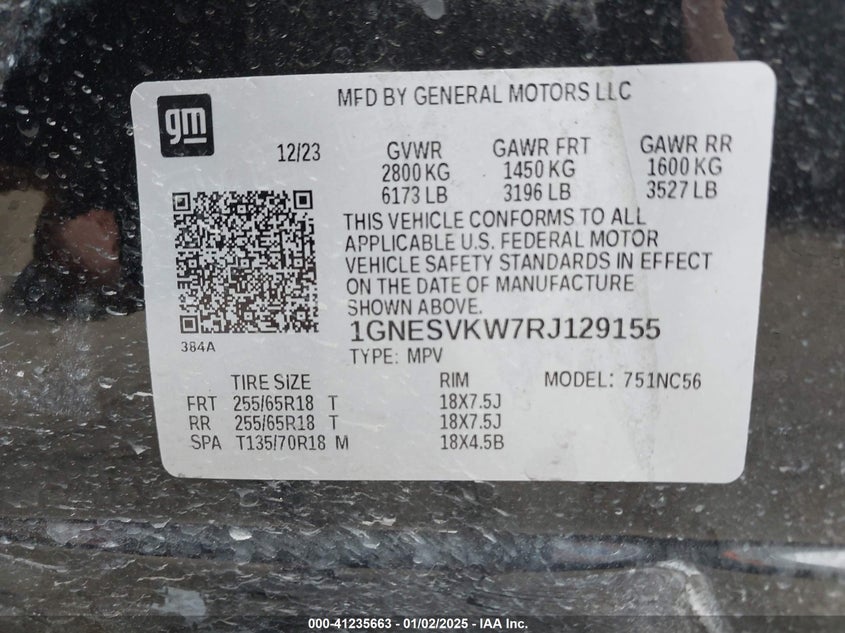 MFD BY GENERAL MOTORS LLC
gm
12/23
GVWR GAWR FRT GAWR RR
2800 KG 1450 KG 1600 KG
6173 LB 3196 LB 3527 LB
THIS VEHICLE CONFORMS TO ALL
APPLICABLE U.S. FEDERAL MOTOR
VEHICLE SAFETY STANDARDS IN EFFECT
ON THE DATE OF MANUFACTURE
SHOWN ABOVE.
1GNESVKW7RJ129155
384A
TYPE: MPV
TIRE SIZE RIM MODEL: 751NC56
FRT 255/65R18 T 18X7.5J
RR 255/65R18 T 18X7.5J
SPA T135/70R18 M 18X4.5B
000-41235663 - 01/02/2025 - IAA Inc.